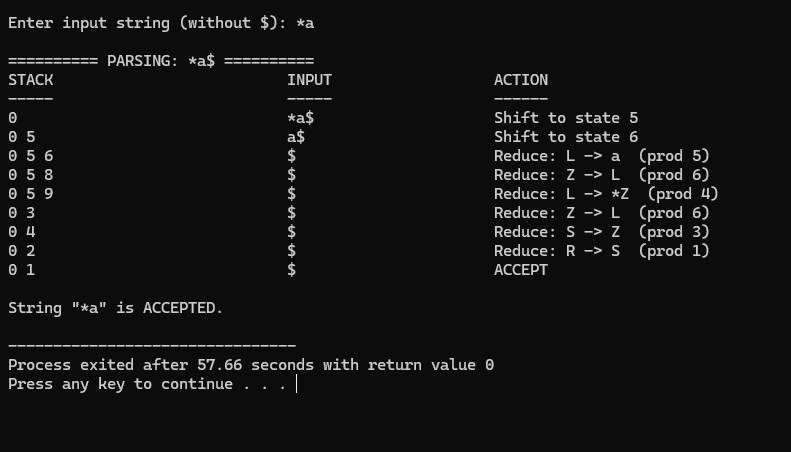 Enter input string (without $): *a
========== PARSING: *a$ ==========
STACK                          INPUT                  ACTION
-----                          -----                  ------
0                              *a$                    Shift to state 5
0 5                            a$                     Shift to state 6
0 5 6                          $                      Reduce: L -> a  (prod 5)
0 5 8                          $                      Reduce: Z -> L  (prod 6)
0 5 9                          $                      Reduce: L -> *Z  (prod 4)
0 3                            $                      Reduce: Z -> L  (prod 6)
0 4                            $                      Reduce: S -> Z  (prod 3)
0 2                            $                      Reduce: R -> S  (prod 1)
0 1                            $                      ACCEPT
String "*a" is ACCEPTED.
--------------------------------
Process exited after 57.66 seconds with return value 0
Press any key to continue . . .